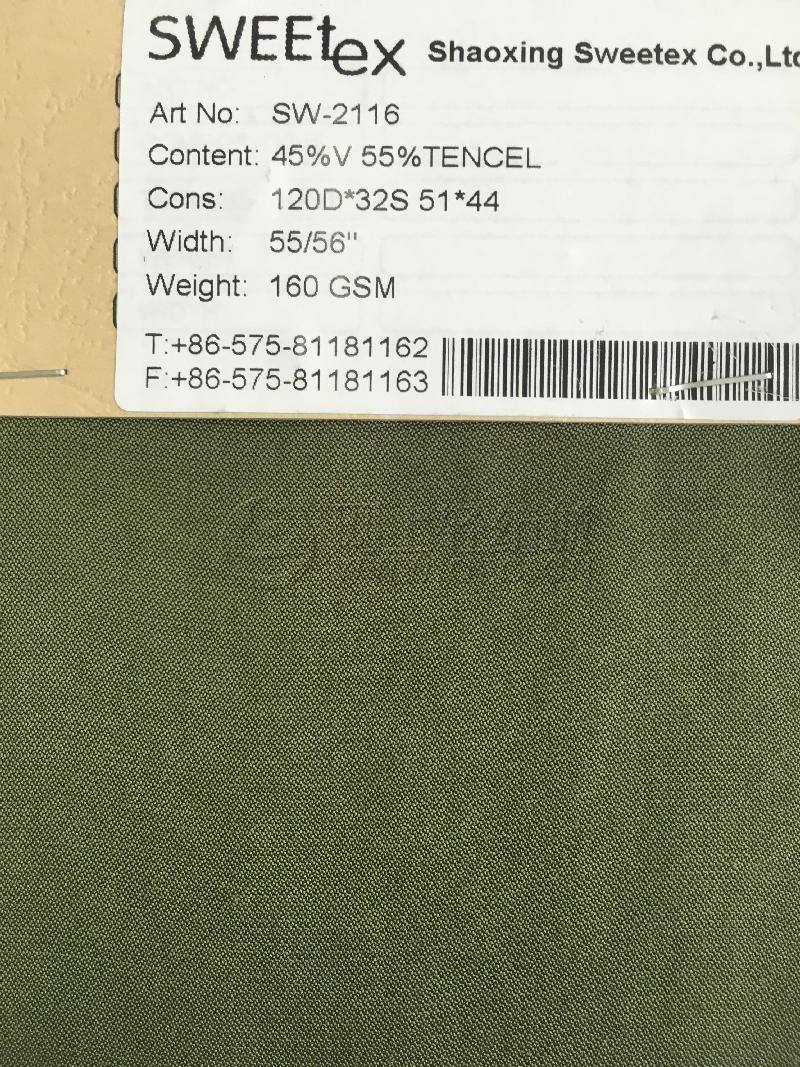 SWEEtex Shaoxing Sweetex Co.,Ltd
Art No: SW-2116
Content: 45%V 55%TENCEL
Cons: 120D*32S 51*44
Width: 55/56"
Weight: 160 GSM
T:+86-575-81181162
F:+86-575-81181163